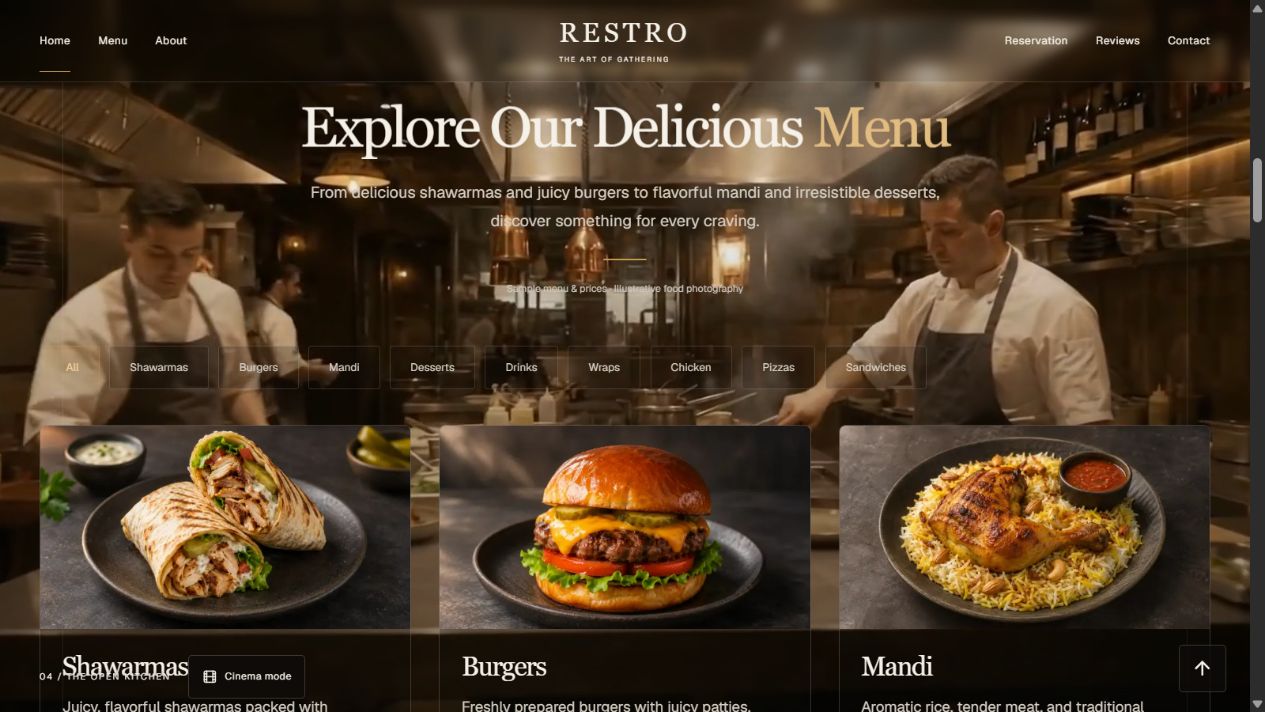 Home Menu About
RESTRO
THE ART OF GATHERING
Reservation Reviews Contact
Explore Our Delicious Menu
From delicious shawarmas and juicy burgers to flavorful mandi and irresistible desserts,
discover something for every craving.
Sample menu & prices · Illustrative food photography
All Shawarmas Burgers Mandi Desserts Drinks Wraps Chicken Pizzas Sandwiches
Shawarmas
Juicy, flavorful shawarmas packed with
04 / THE OPEN KITCHEN
Cinema mode
Burgers
Freshly prepared burgers with juicy patties,
Mandi
Aromatic rice, tender meat, and traditional